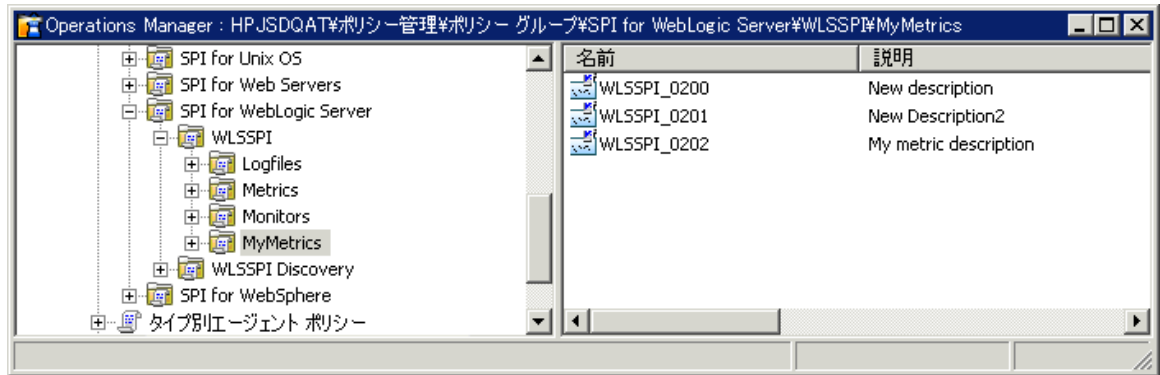 Operations Manager : HPJSDQAT¥ポリシー管理¥ポリシー グループ¥SPI for WebLogic Server¥WLSSPI¥MyMetrics
SPI for Unix OS
SPI for Web Servers
SPI for WebLogic Server
WLSSPI
Logfiles
Metrics
Monitors
MyMetrics
WLSSPI Discovery
SPI for WebSphere
タイプ別エージェント ポリシー
名前 説明
WLSSPI_0200 New description
WLSSPI_0201 New Description2
WLSSPI_0202 My metric description